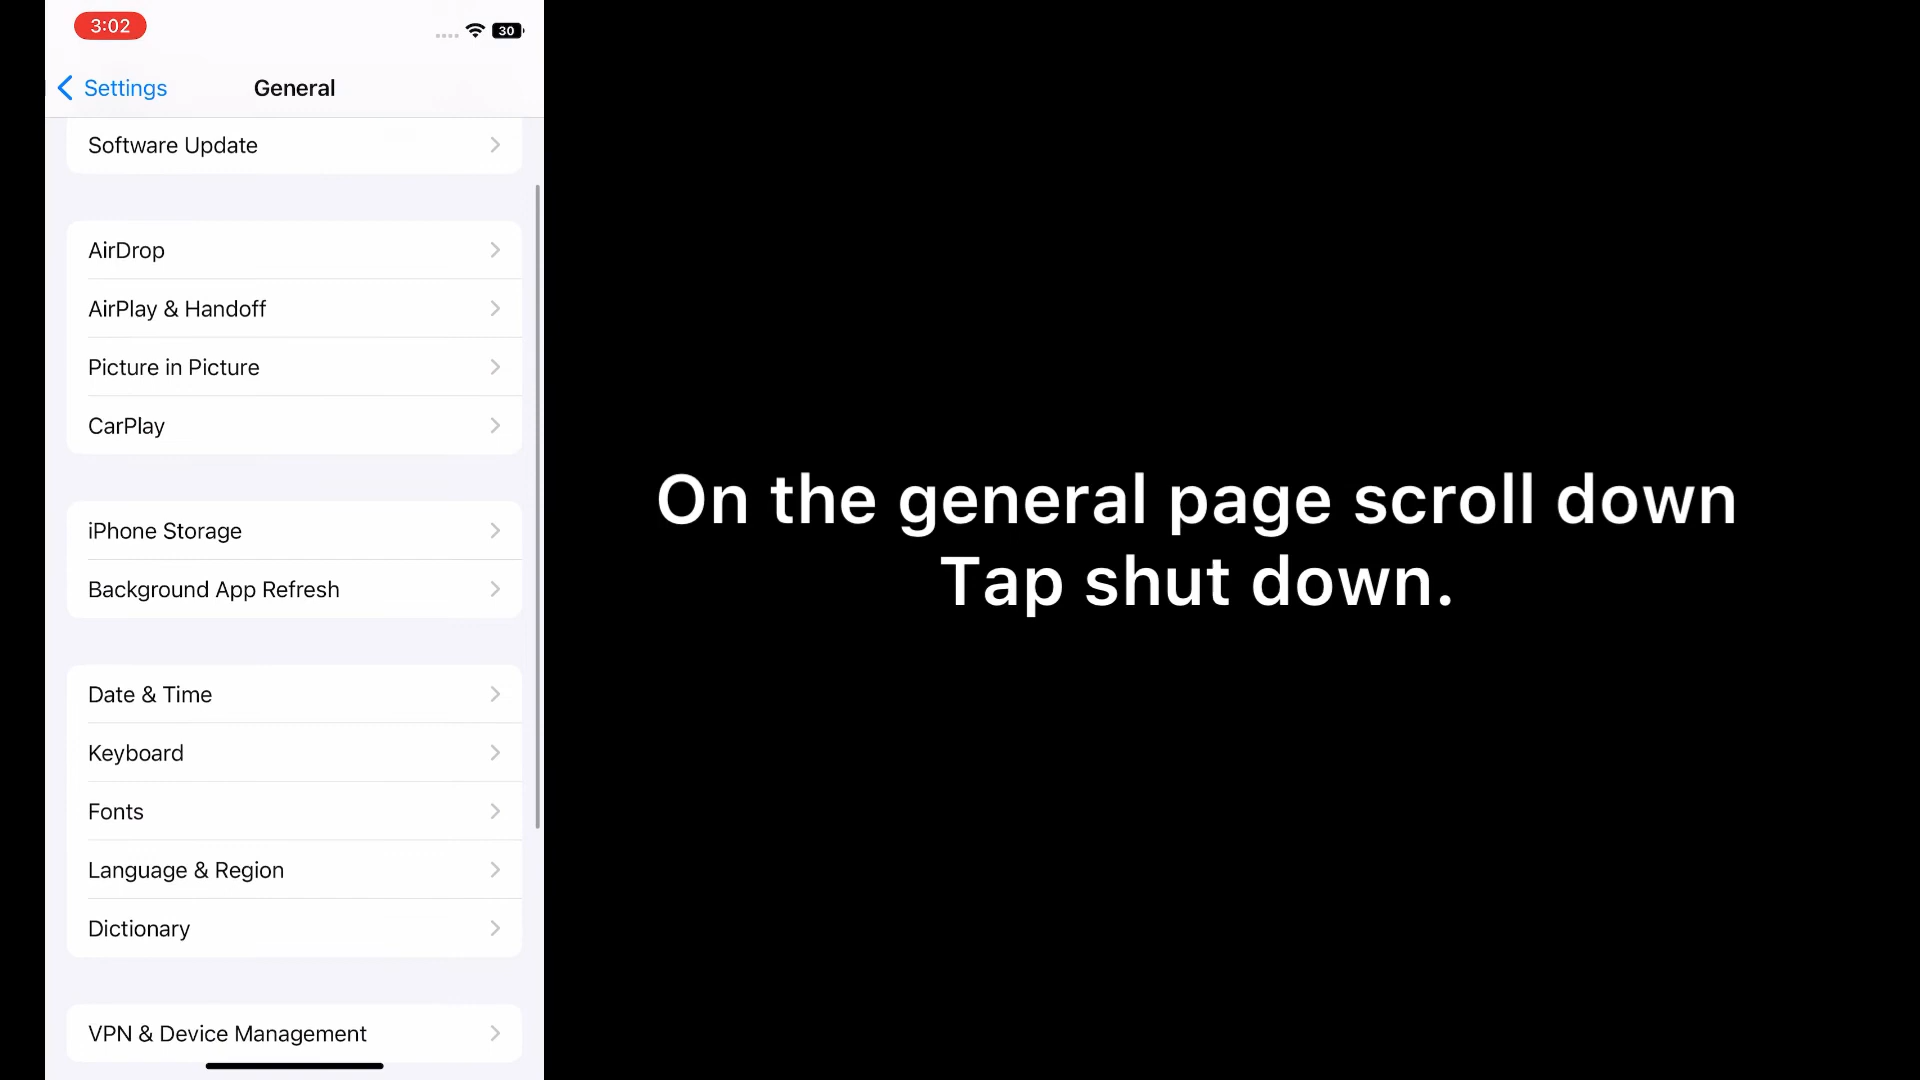 3:02
30
Settings
General
Software Update
AirDrop
AirPlay & Handoff
Picture in Picture
CarPlay
iPhone Storage
Background App Refresh
Date & Time
Keyboard
Fonts
Language & Region
Dictionary
VPN & Device Management
On the general page scroll down
Tap shut down.